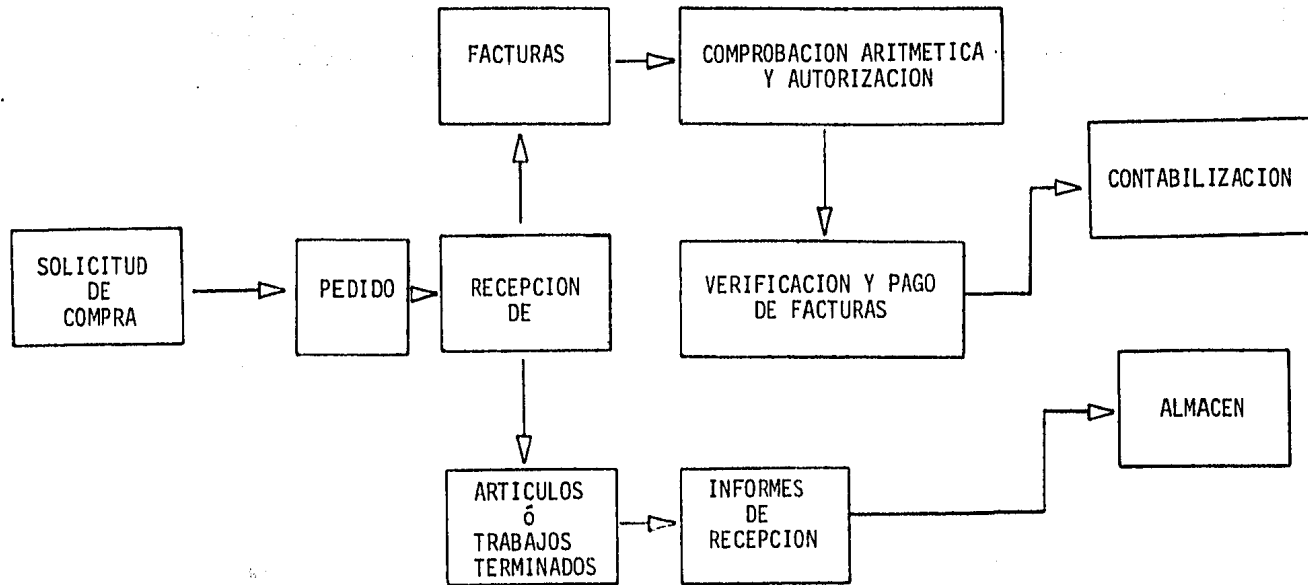 FACTURAS
COMPROBACION ARITMETICA
Y AUTORIZACION
CONTABILIZACION
SOLICITUD
DE
COMPRA
PEDIDO
RECEPCION
DE
VERIFICACION Y PAGO
DE FACTURAS
ALMACEN
ARTICULOS
Ó
TRABAJOS
TERMINADOS
INFORMES
DE
RECEPCION